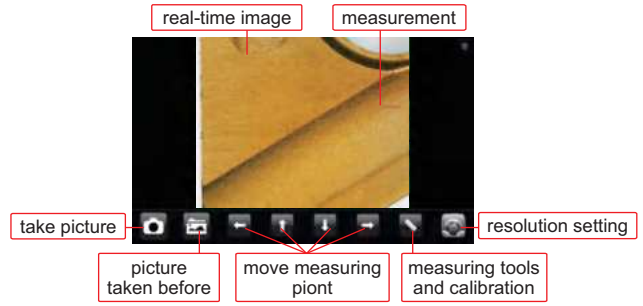 real-time image
measurement
take picture
resolution setting
picture
taken before
move measuring
piont
measuring tools
and calibration